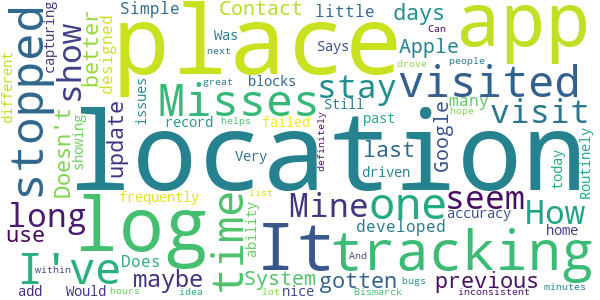 Simple Contact little days app
place
stopped
capturing
show
better
designed
Was
Says
Apple
Can
next
great
drove
people
different
issues
blocks
stay
visited
Misses
Still
many
visit
Doesn't
showing
update
record
helps
failed
definitely
past
Google
hope
location
Very
last
driven
today
Routinely
log
time
frequently
ability
list
Mine
one
seem
accuracy
How
home
long
use
It
tracking
developed
I've
within
Does
maybe
System
gotten
previous
add
Would
hours
idea
lot
nice
And
Bismarck
bugs
inconsistent
minutes